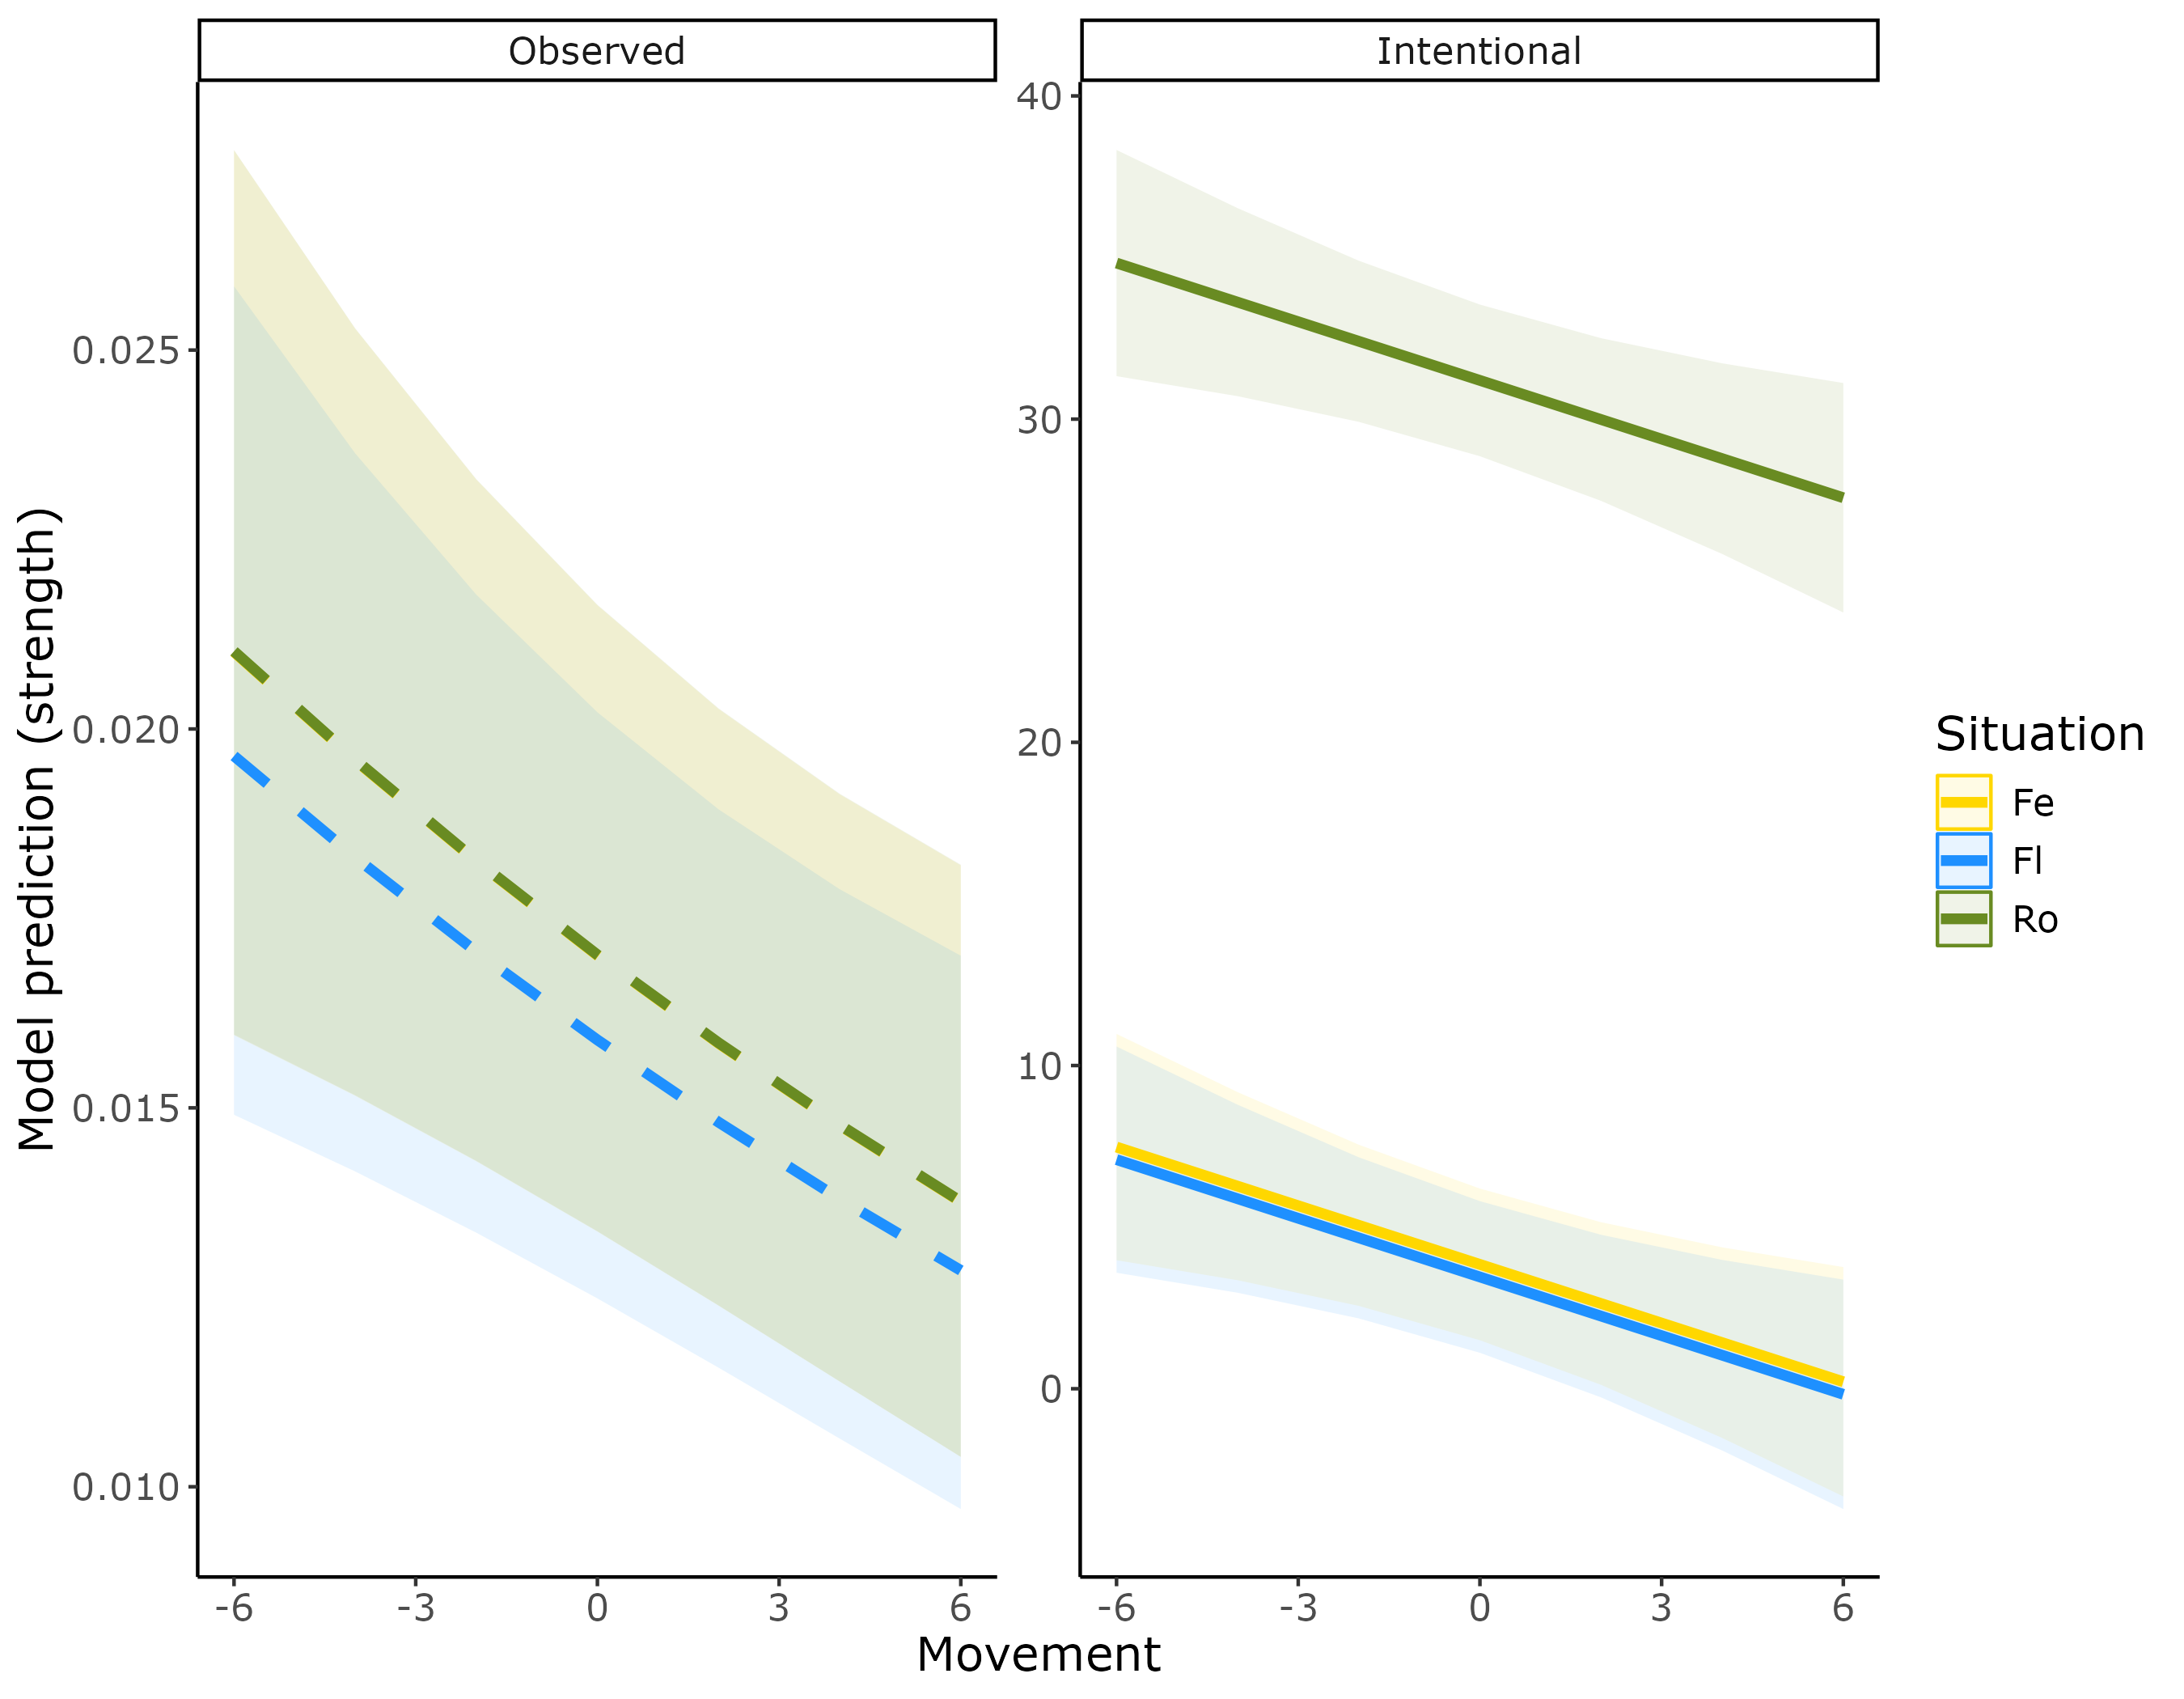 Observed
Intentional
Model prediction (strength)
0.025
0.020
0.015
0.010
-6
-3
0
3
6
40
30
20
10
0
-6
-3
0
3
6
Movement
Situation
Fe
Fl
Ro